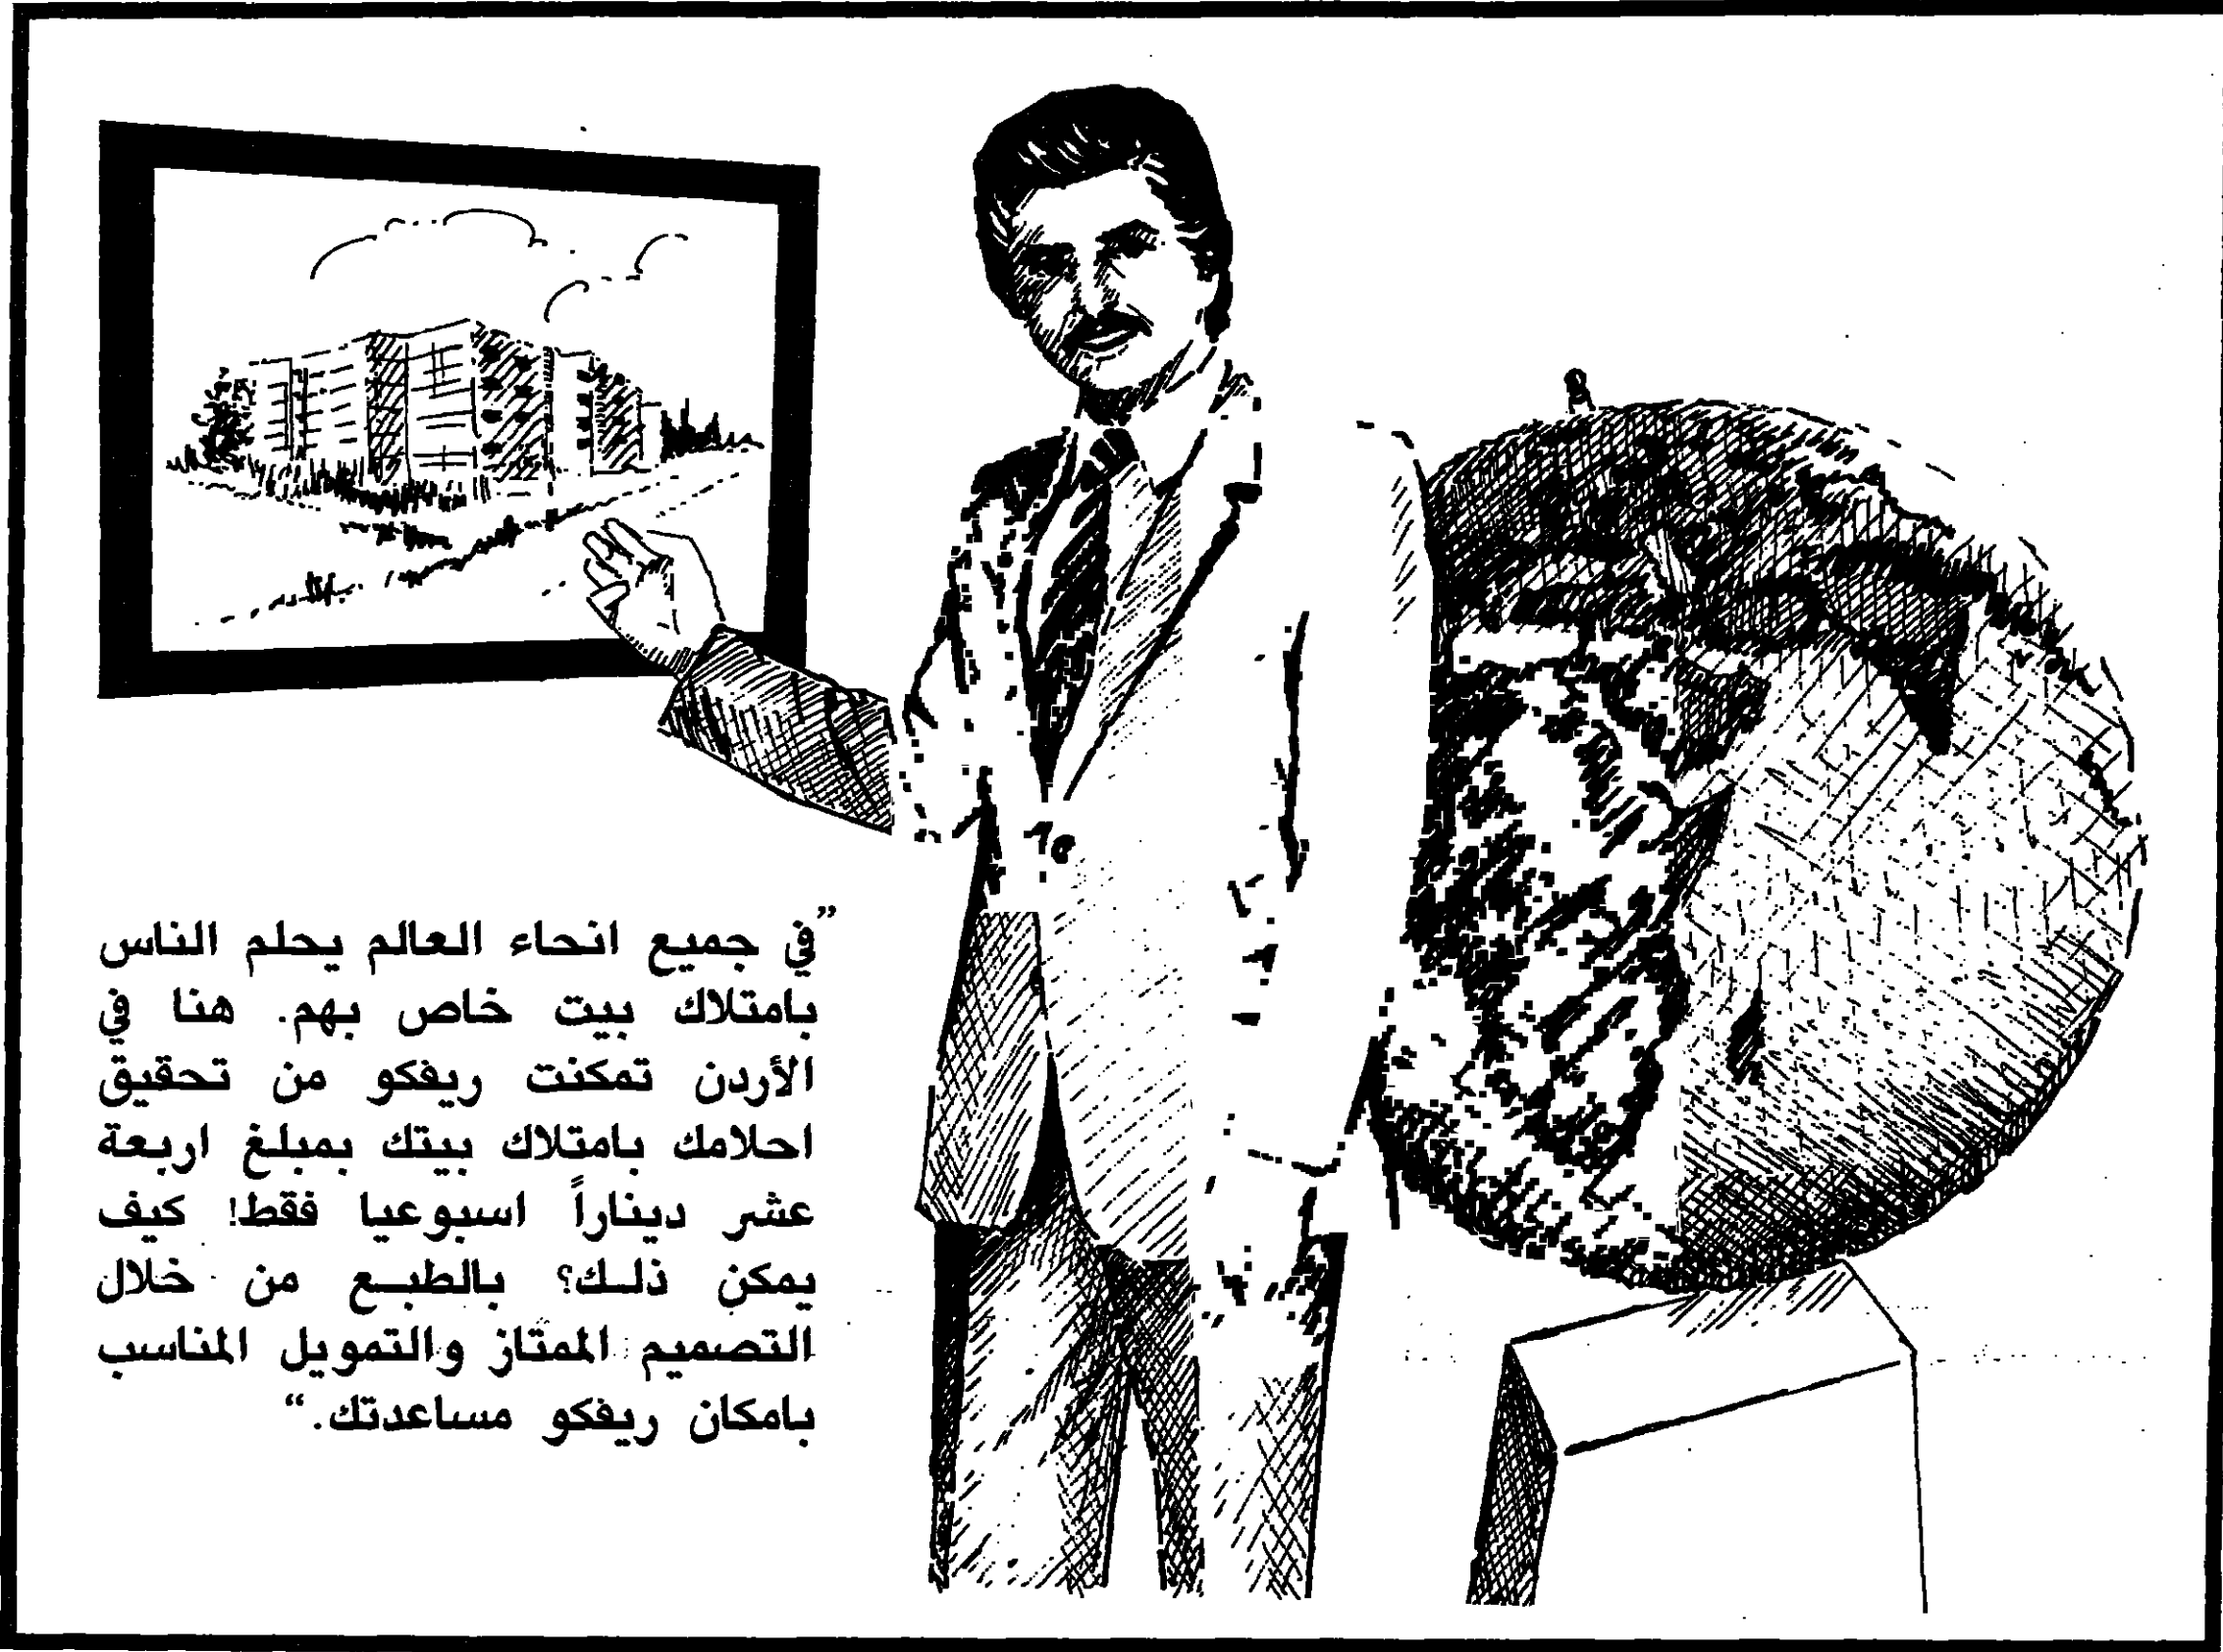 ”في جميع انحاء العالم يحلم الناس
بامتلاك بيت خاص بهم. هنا في
الأردن تمكنت ريفكو من تحقيق
احلامك بامتلاك بيتك بمبلغ اربعة
عشر ديناراً اسبوعيا فقط! كيف
يمكن ذلك؟ بالطبع من خلال
التصميم الممتاز والتمويل المناسب
بامكان ريفكو مساعدتك.“